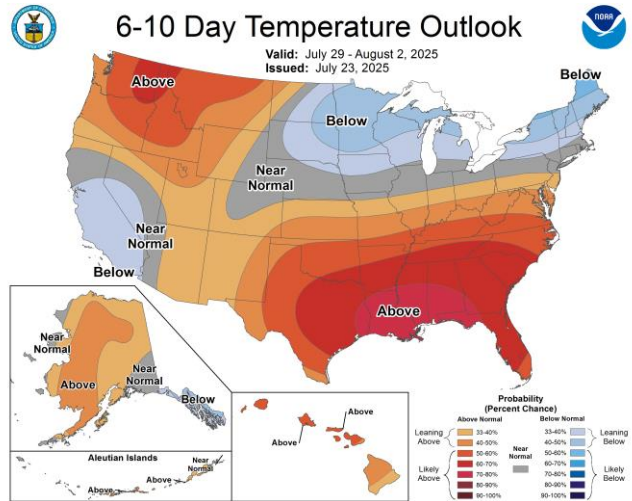 6-10 Day Temperature Outlook
NOAA
Valid: July 29 - August 2, 2025
Issued: July 23, 2025
Above
Below
Below
Near
Normal
Near
Normal
Below
Above
Near
Normal
Above
Near
Normal
Below
Aleutian Islands
Near
Normal
Above
Above
Above
Above
Probability
(Percent Chance)
Above Normal
Below Normal
Leaning
Above
33-40%
40-50%
33-40%
40-50%
Leaning
Below
Likely
Above
50-60%
60-70%
70-80%
80-90%
90-100%
Near
Normal
50-60%
60-70%
70-80%
80-90%
90-100%
Likely
Below